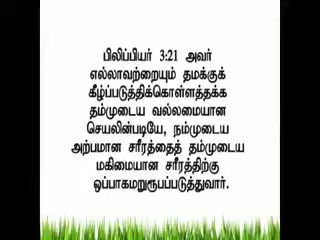 பிலிப்பியர் 3:21 அவர்
எல்லாவற்றையும் தமக்குக்
கீழ்ப்படுத்திக்கொள்ளத்தக்க
தம்முடைய வல்லமையான
செயலின்படியே, நம்முடைய
அற்பமான சரீரத்தைத் தம்முடைய
மகிமையான சரீரத்திற்கு
ஒப்பாகமறுரூபப்படுத்துவார்.